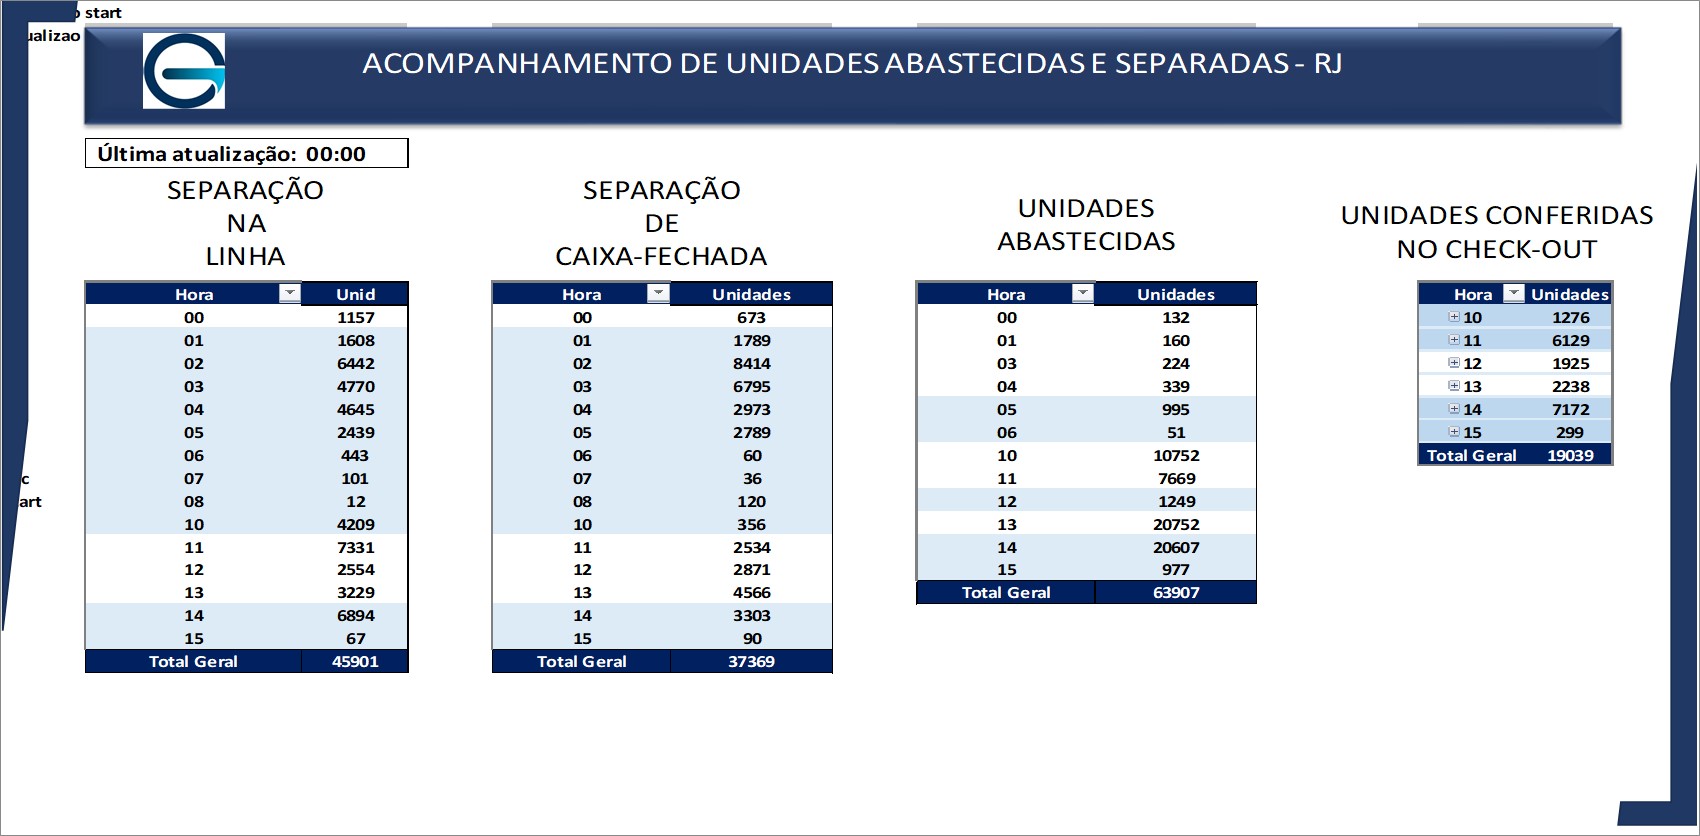 start
ACOMPANHAMENTO DE UNIDADES ABASTECIDAS E SEPARADAS - RJ
Última atualização: 00:00
SEPARAÇÃO
NA
LINHA
Hora Unid
00 1157
01 1608
02 6442
03 4770
04 4645
05 2439
06 443
07 101
08 12
10 4209
11 7331
12 2554
13 3229
14 6894
15 67
Total Geral 45901
SEPARAÇÃO
DE
CAIXA-FECHADA
Hora Unidades
00 673
01 1789
02 8414
03 6795
04 2973
05 2789
06 60
07 36
08 120
10 356
11 2534
12 2871
13 4566
14 3303
15 90
Total Geral 37369
UNIDADES
ABASTECIDAS
Hora Unidades
00 132
01 160
03 224
04 339
05 995
06 51
10 10752
11 7669
12 1249
13 20752
14 20607
15 977
Total Geral 63907
UNIDADES CONFERIDAS
NO CHECK-OUT
Hora Unidades
10 1276
11 6129
12 1925
13 2238
14 7172
15 299
Total Geral 19039